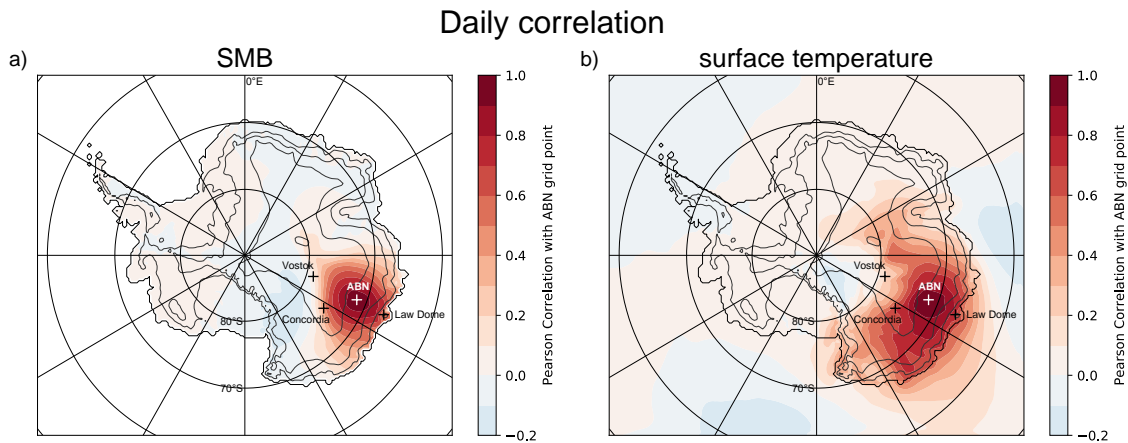 Daily correlation
a)
SMB
0°E
Vostok
ABN
Concordia
Law Dome
80°S
70°S
1.0
0.8
0.6
0.4
0.2
0.0
−0.2
Pearson Correlation with ABN grid point
b)
surface temperature
0°E
Vostok
ABN
Concordia
Law Dome
80°S
70°S
1.0
0.8
0.6
0.4
0.2
0.0
−0.2
Pearson Correlation with ABN grid point